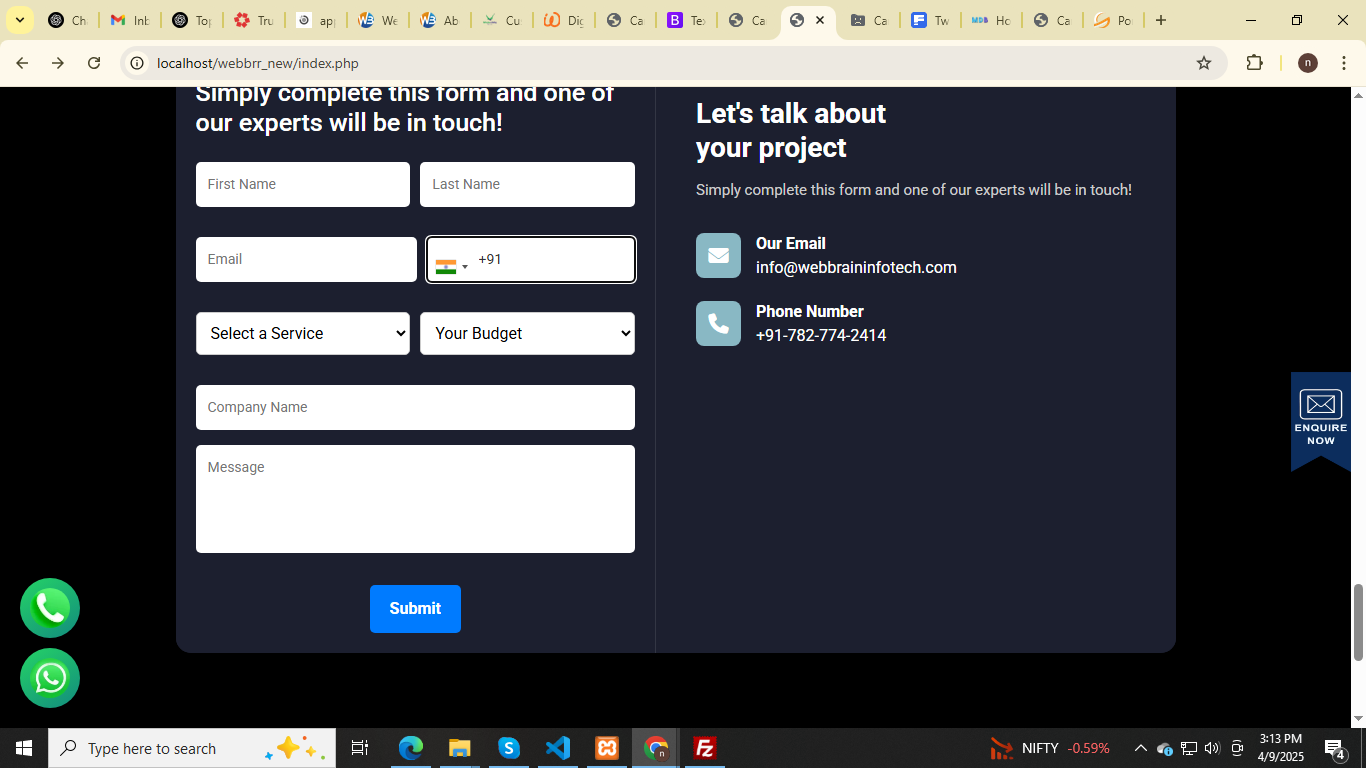 Ch
Inb
Top
Tru
app
We
Ab
Cu
Dig
Ca
B
Tex
Ca
Ca
Tw
MDB
Ho
Ca
Po
localhost/webbrr_new/index.php
n
Simply complete this form and one of
our experts will be in touch!
First Name
Last Name
Email
+91
Select a Service
Your Budget
Company Name
Message
Submit
Let's talk about
your project
Simply complete this form and one of our experts will be in touch!
Our Email
info@webbraininfotech.com
Phone Number
+91-782-774-2414
ENQUIRE
NOW
Type here to search
NIFTY -0.59%
3:13 PM
4/9/2025
4